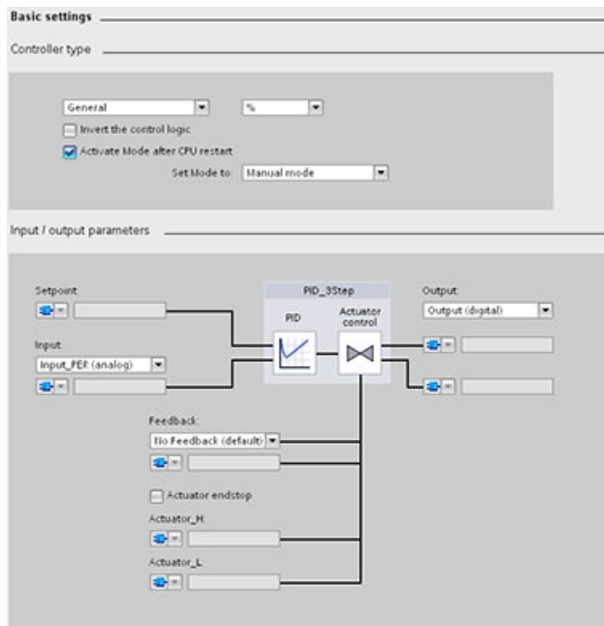 Basic settings
Controller type
General
%
Invert the control logic
Activate Mode after CPU restart
Set Mode to:
Manual mode
Input / output parameters
Setpoint:
PID_3Step
Output:
PID
Actuator control
Output (digital)
Input:
Input_PER (analog)
Feedback:
No Feedback (default)
Actuator endstop
Actuator_H:
Actuator_L: